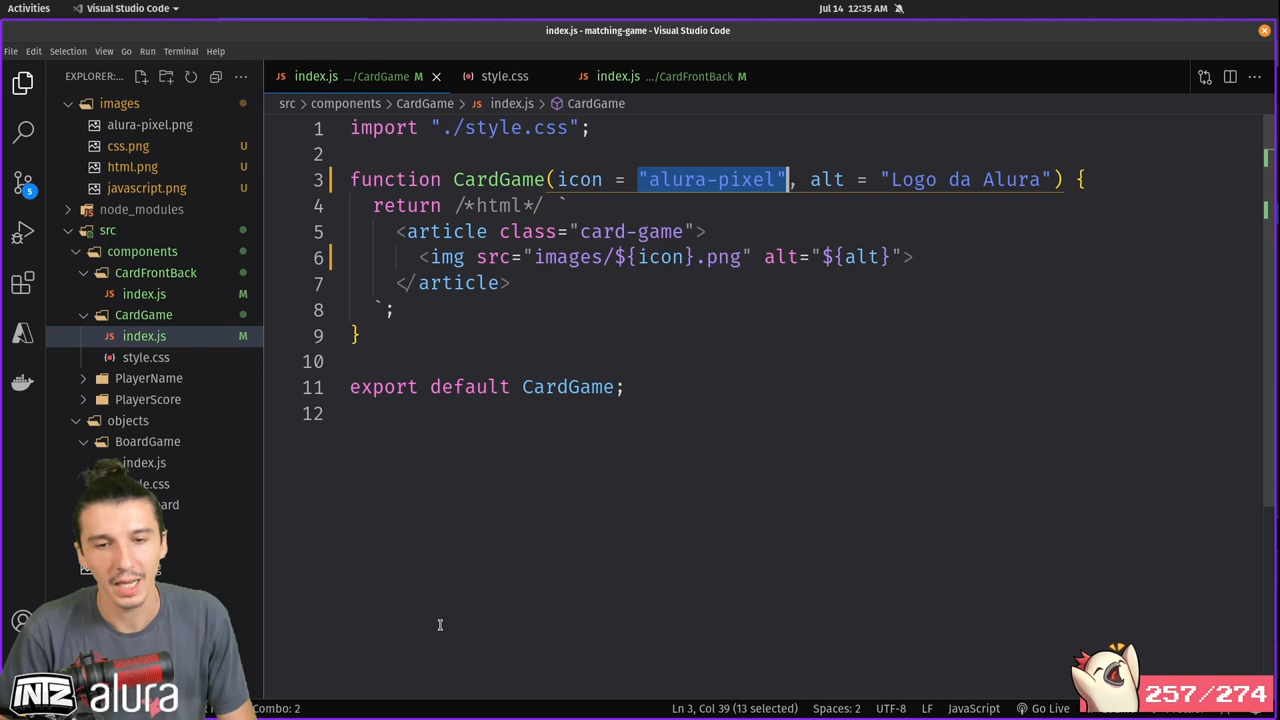 Activities
Visual Studio Code
Jul 14 12:35 AM
index.js - matching-game - Visual Studio Code
File Edit Selection View Go Run Terminal Help
EXPLORER:...
index.js .../CardGame M
style.css
index.js .../CardFrontBack M
src > components > CardGame > JS index.js > CardGame
images
alura-pixel.png
css.png U
html.png U
javascript.png U
node_modules
src
components
CardFrontBack
JS index.js M
CardGame
JS index.js M
style.css
PlayerName
PlayerScore
objects
BoardGame
index.js
5
1 import "./style.css";
2
3 function CardGame(icon = "alura-pixel", alt = "Logo da Alura") {
4 return /*html*/ `
5 <article class="card-game">
6 <img src="images/${icon}.png" alt="${alt}">
7 </article>
8 `;
9 }
10
11 export default CardGame;
12
INTZ alura
257/274
Combo: 2
Ln 3, Col 39 (13 selected)
Spaces: 2
UTF-8
LF
JavaScript
Go Live